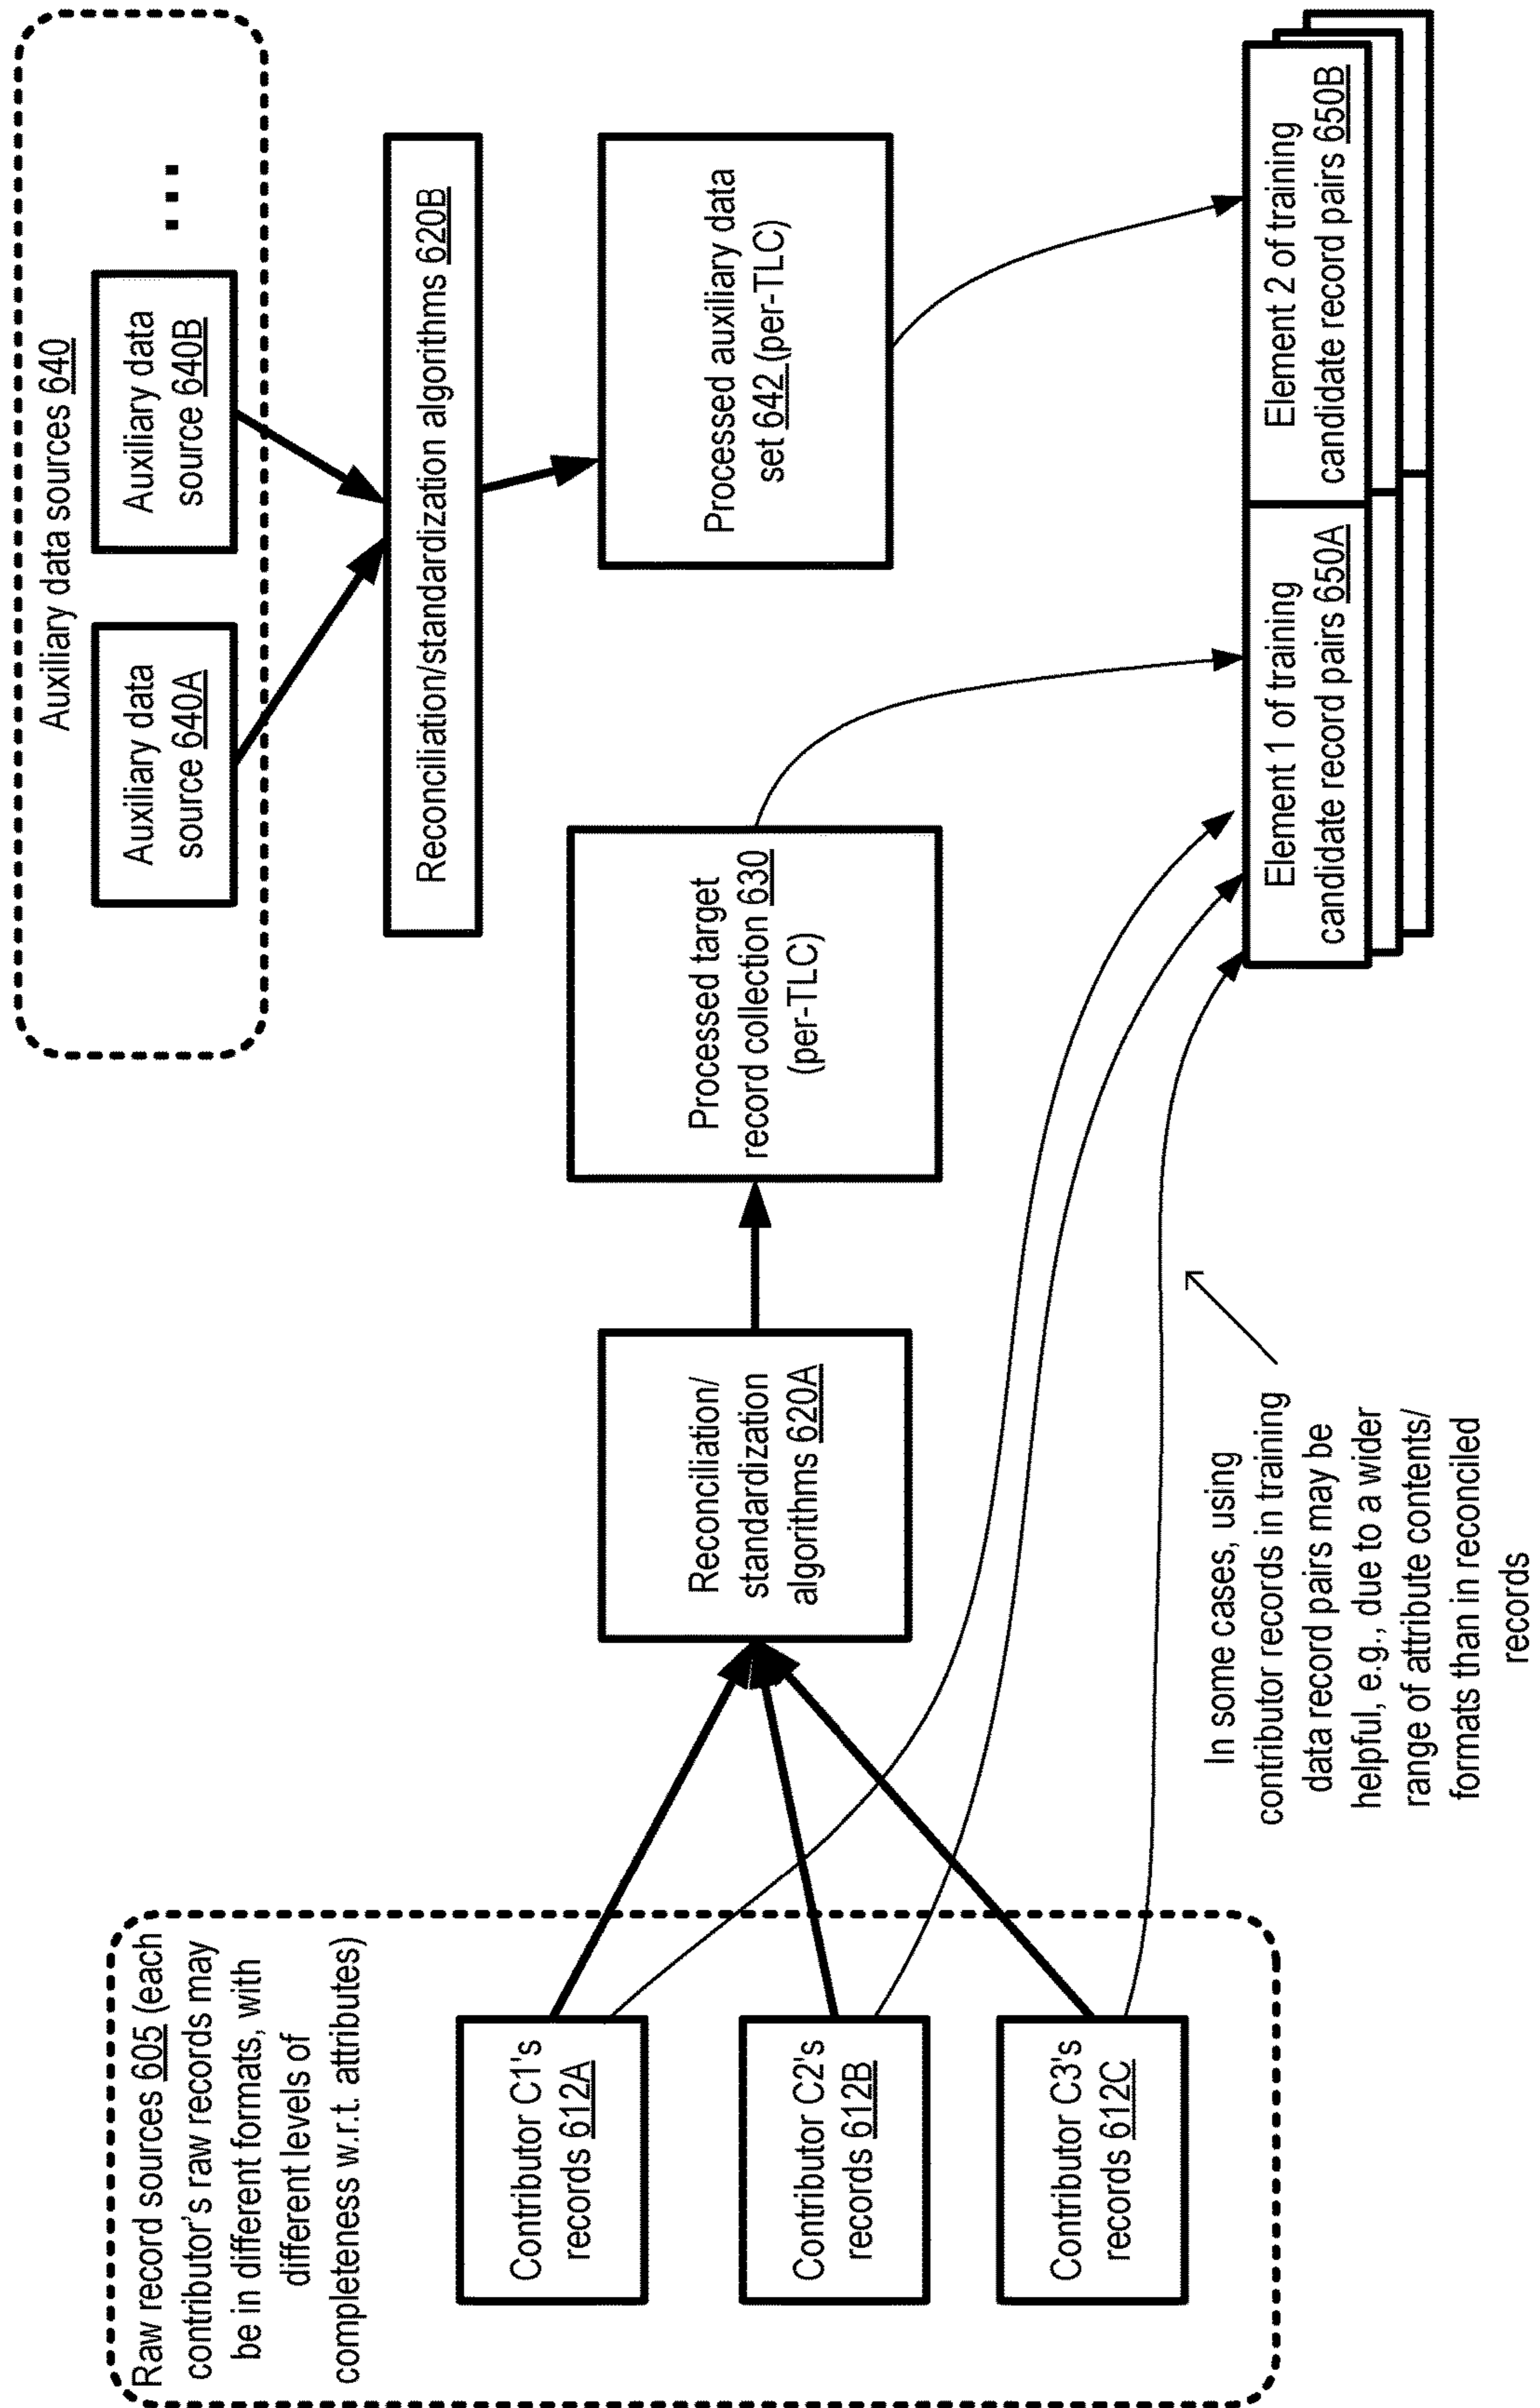 Raw record sources 605 (each
contributor's raw records may
be in different formats, with
different levels of
completeness w.r.t. attributes)
Contributor C1's
records 612A
Contributor C2's
records 612B
Contributor C3's
records 612C
Reconciliation/
standardization
algorithms 620A
Processed target
record collection 630
(per-TLC)
Auxiliary data sources 640
Auxiliary data
source 640A
Auxiliary data
source 640B
...
Reconciliation/standardization algorithms 620B
Processed auxiliary data
set 642 (per-TLC)
In some cases, using
contributor records in training
data record pairs may be
helpful, e.g., due to a wider
range of attribute contents/
formats than in reconciled
records
Element 1 of training
candidate record pairs 650A
Element 2 of training
candidate record pairs 650B